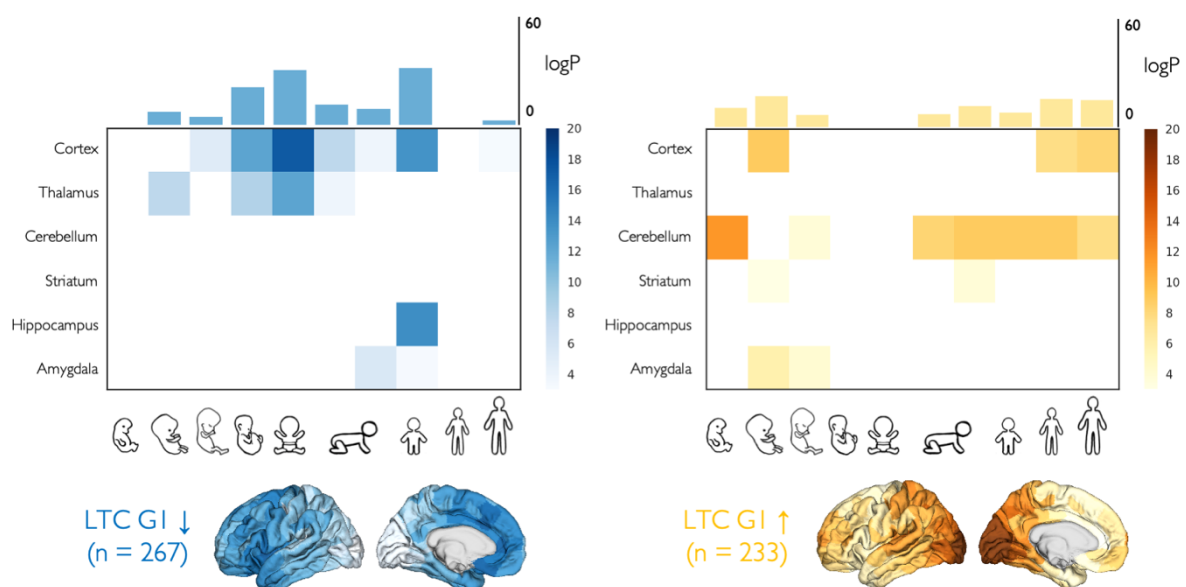 60
logP
0
Cortex
Thalamus
Cerebellum
Striatum
Hippocampus
Amygdala
20
18
16
14
12
10
8
6
4
LTC GI ↓
(n = 267)
60
logP
0
Cortex
Thalamus
Cerebellum
Striatum
Hippocampus
Amygdala
20
18
16
14
12
10
8
6
4
LTC GI ↑
(n = 233)